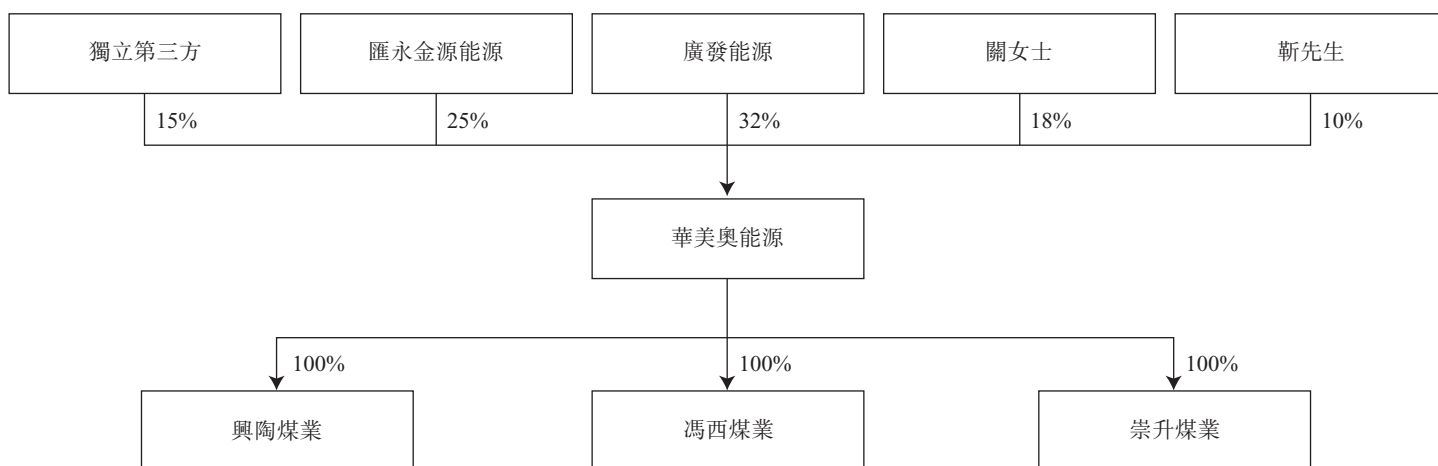 獨立第三方
匯永金源能源
廣發能源
關女士
靳先生
15%
25%
32%
18%
10%
華美奧能源
100%
100%
100%
興陶煤業
馮西煤業
崇升煤業